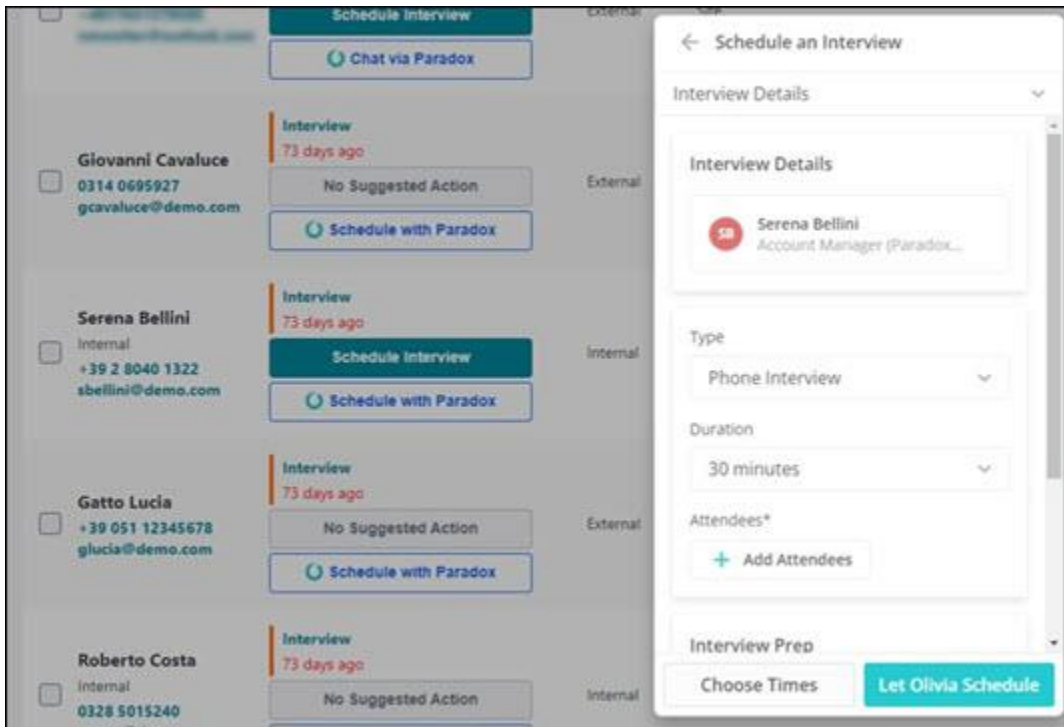 Schedule Interview
External
Chat via Paradox
Giovanni Cavaluce
0314 0695927
gcavaluce@demo.com
Interview
73 days ago
No Suggested Action
Schedule with Paradox
External
Serena Bellini
Internal
+39 2 8040 1322
sbellini@demo.com
Interview
73 days ago
Schedule Interview
Schedule with Paradox
Internal
Gatto Lucia
+39 051 12345678
glucia@demo.com
Interview
73 days ago
No Suggested Action
Schedule with Paradox
External
Roberto Costa
Internal
0328 5015240
Interview
73 days ago
No Suggested Action
Internal
Schedule an Interview
Interview Details
Interview Details
SB
Serena Bellini
Account Manager (Paradox...
Type
Phone Interview
Duration
30 minutes
Attendees*
+ Add Attendees
Interview Prep
Choose Times
Let Olivia Schedule